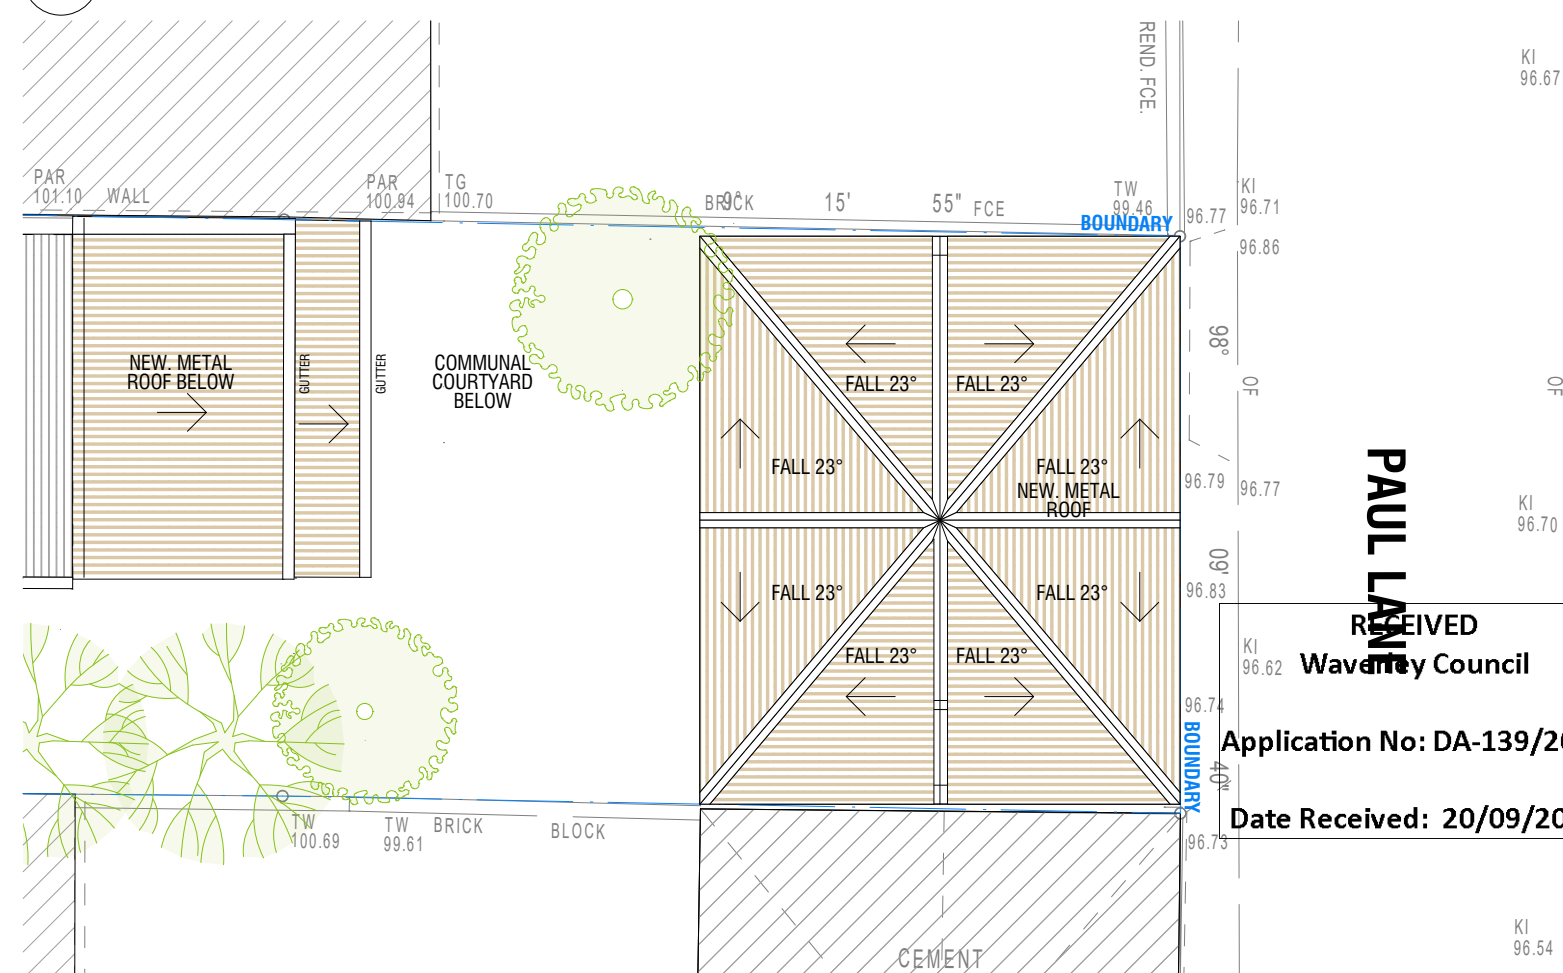 REND. FCE.
KI
96.67
PAR
101.10
WALL
PAR
100.94
TG
100.70
BRICK
9°
15'
55"
FCE
TW
99.46
BOUNDARY
96.77
KI
96.71
96.86
NEW. METAL
ROOF BELOW
GUTTER
GUTTER
COMMUNAL
COURTYARD
BELOW
FALL 23°
FALL 23°
98°
OF
OF
FALL 23°
FALL 23°
NEW. METAL
ROOF
96.79
96.77
PAUL LANE
KI
96.70
FALL 23°
FALL 23°
09'
96.83
FALL 23°
FALL 23°
KI
96.62
96.74
BOUNDARY
40"
RECEIVED
Waverley Council
Application No: DA-139/20
Date Received: 20/09/20
TW
100.69
TW
99.61
BRICK
BLOCK
96.73
CEMENT
KI
96.54